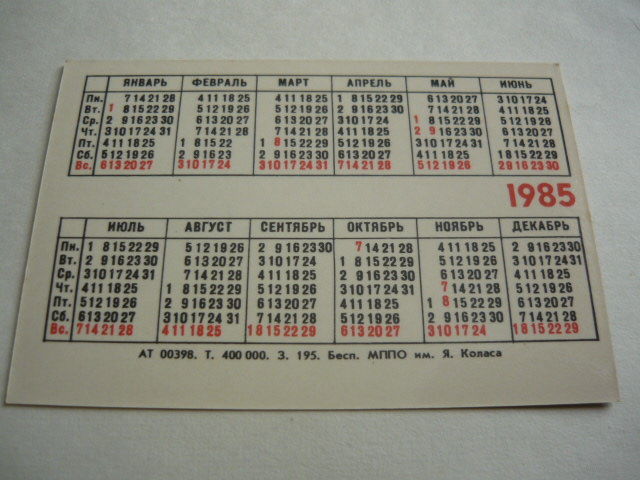 ЯНВАРЬ ФЕВРАЛЬ МАРТ АПРЕЛЬ МАЙ ИЮНЬ
Пн. 7 14 21 28 4 11 18 25 4 11 18 25 1 8 15 22 29 6 13 20 27 3 10 17 24
Вт. 1 8 15 22 29 5 12 19 26 5 12 19 26 2 9 16 23 30 7 14 21 28 4 11 18 25
Ср. 2 9 16 23 30 6 13 20 27 6 13 20 27 3 10 17 24 1 8 15 22 29 5 12 19 26
Чт. 3 10 17 24 31 7 14 21 28 7 14 21 28 4 11 18 25 2 9 16 23 30 6 13 20 27
Пт. 4 11 18 25 1 8 15 22 1 8 15 22 29 5 12 19 26 3 10 17 24 31 7 14 21 28
Сб. 5 12 19 26 2 9 16 23 2 9 16 23 30 6 13 20 27 4 11 18 25 1 8 15 22 29
Вс. 6 13 20 27 3 10 17 24 3 10 17 24 31 7 14 21 28 5 12 19 26 2 9 16 23 30
1985
ИЮЛЬ АВГУСТ СЕНТЯБРЬ ОКТЯБРЬ НОЯБРЬ ДЕКАБРЬ
Пн. 1 8 15 22 29 5 12 19 26 2 9 16 23 30 7 14 21 28 4 11 18 25 2 9 16 23 30
Вт. 2 9 16 23 30 6 13 20 27 3 10 17 24 1 8 15 22 29 5 12 19 26 3 10 17 24 31
Ср. 3 10 17 24 31 7 14 21 28 4 11 18 25 2 9 16 23 30 6 13 20 27 4 11 18 25
Чт. 4 11 18 25 1 8 15 22 29 5 12 19 26 3 10 17 24 31 7 14 21 28 5 12 19 26
Пт. 5 12 19 26 2 9 16 23 30 6 13 20 27 4 11 18 25 1 8 15 22 29 6 13 20 27
Сб. 6 13 20 27 3 10 17 24 31 7 14 21 28 5 12 19 26 2 9 16 23 30 7 14 21 28
Вс. 7 14 21 28 4 11 18 25 1 8 15 22 29 6 13 20 27 3 10 17 24 1 8 15 22 29
АТ 00398. Т. 400 000. З. 195. Бесп. МППО им. Я. Коласа